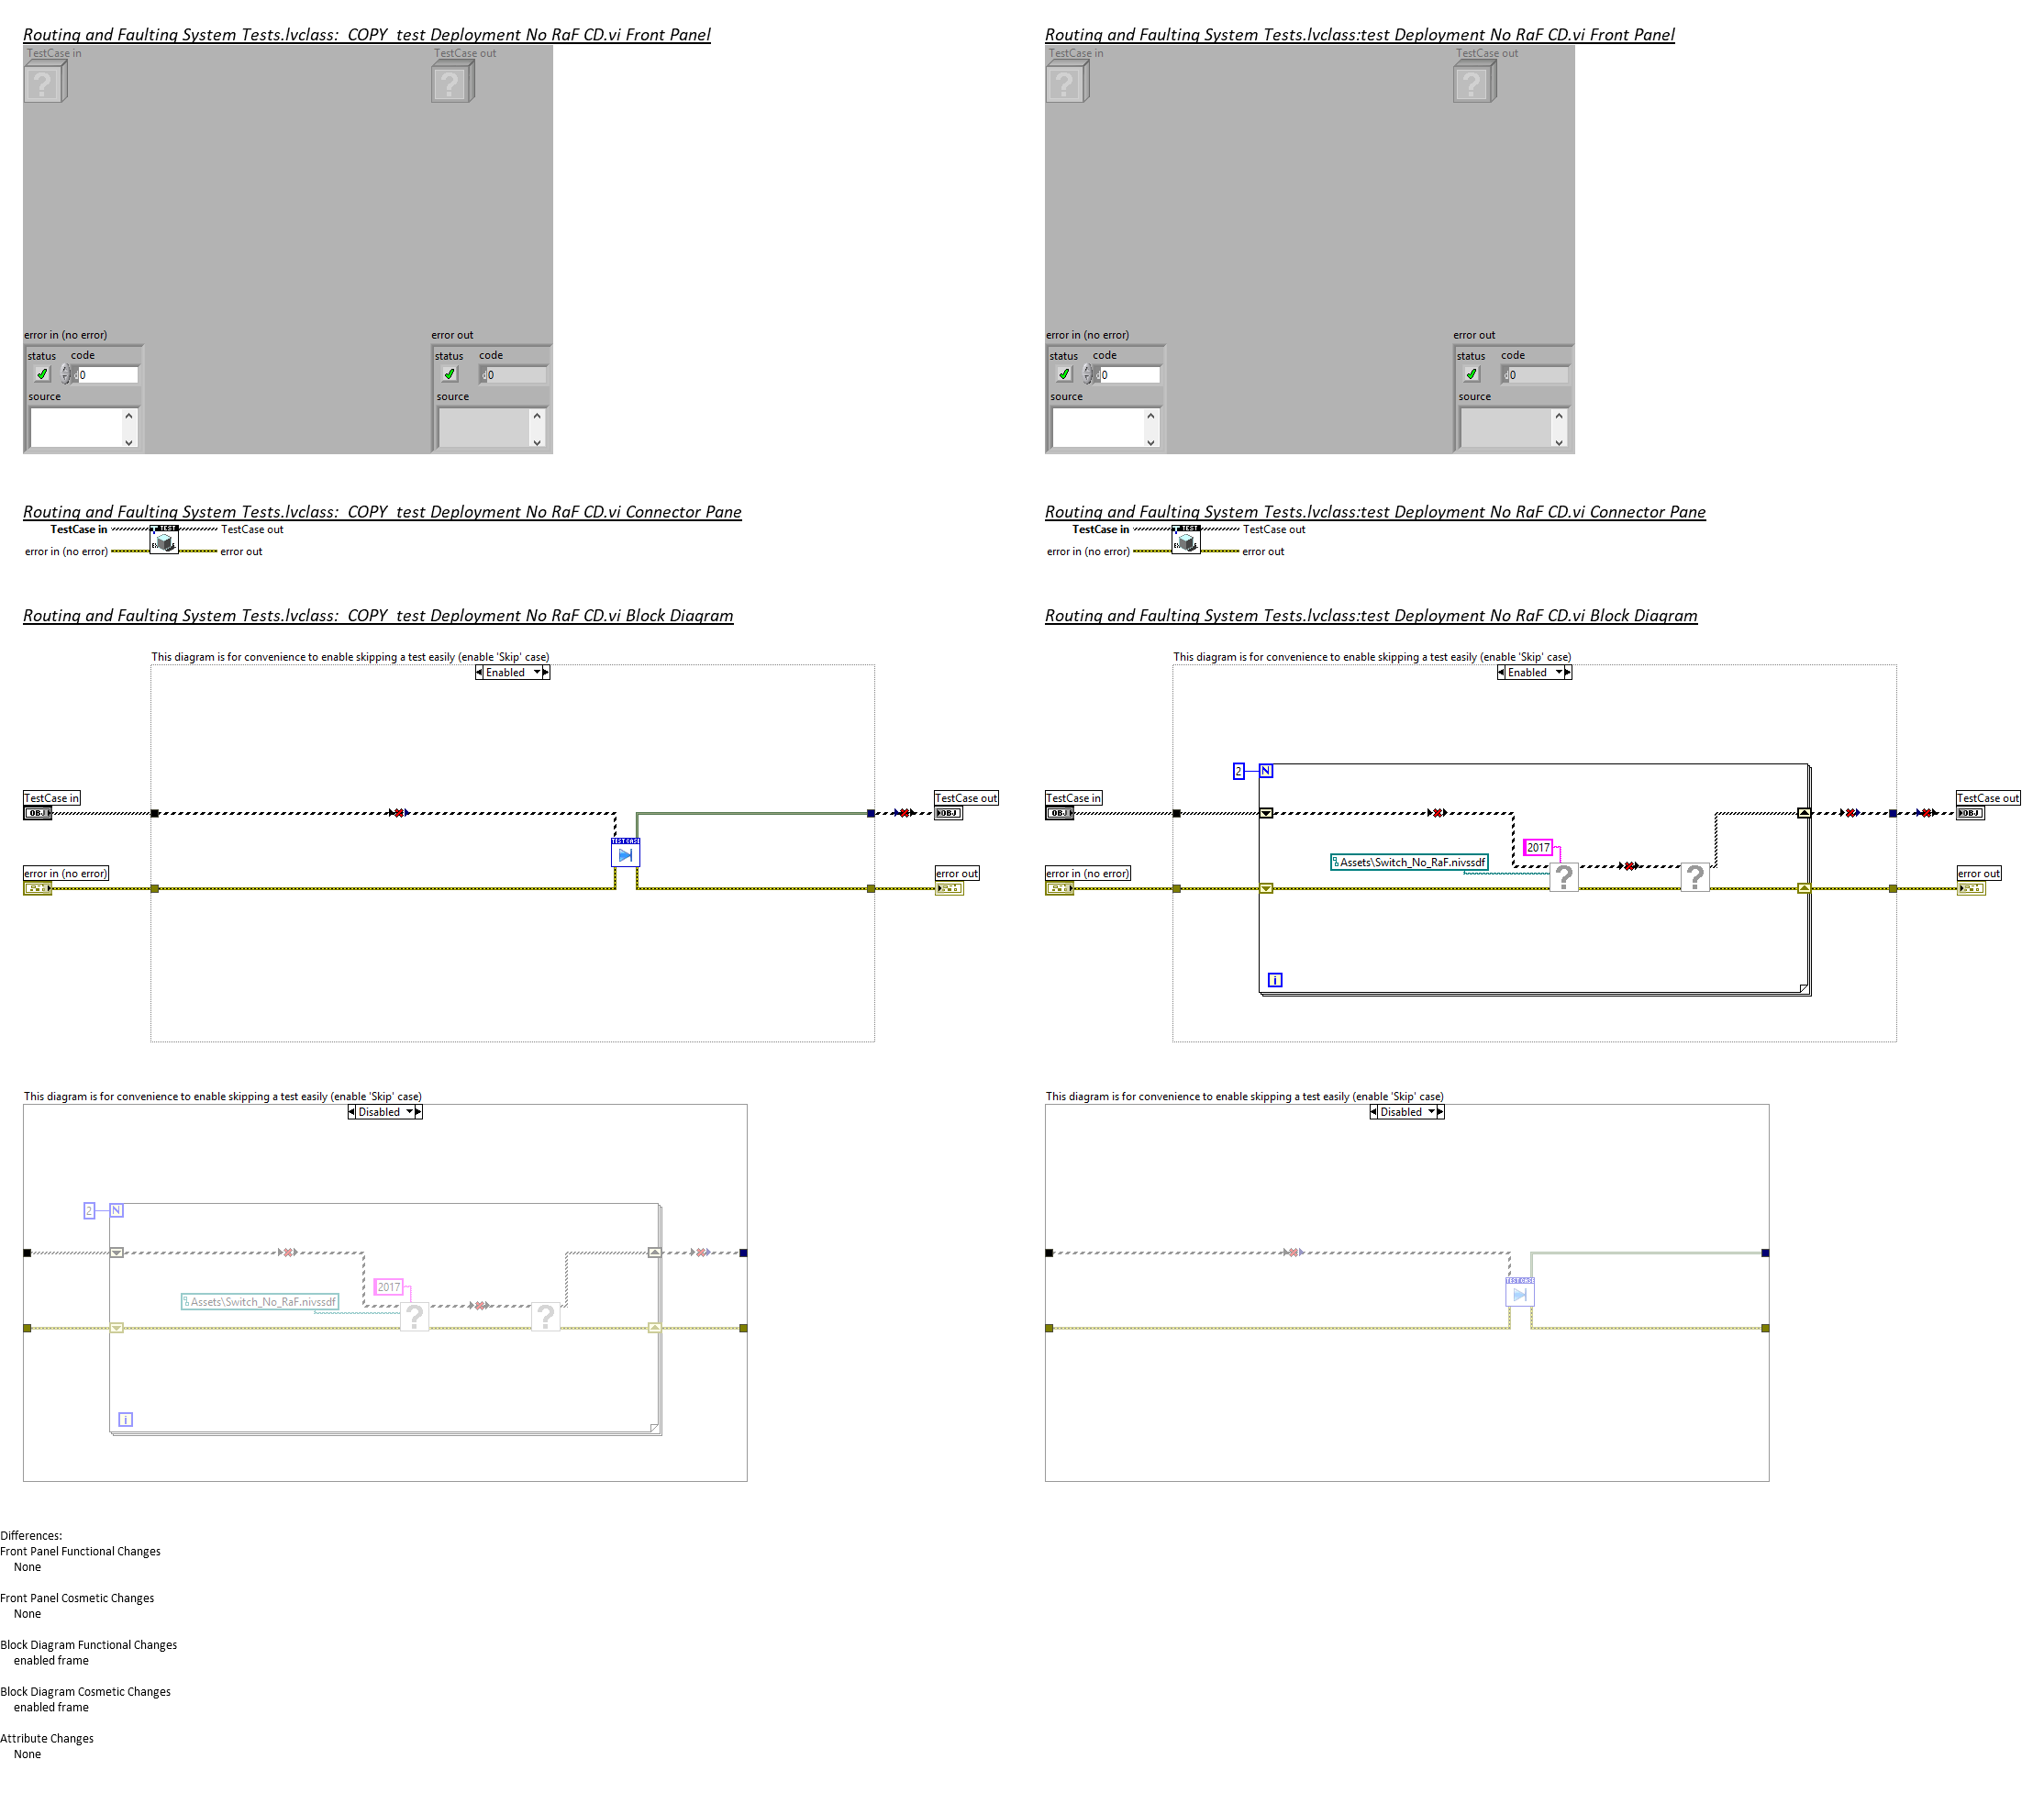 Routing and Faulting System Tests.lvclass:  COPY  test Deployment No RaF CD.vi Front Panel
TestCase in
TestCase out
error in (no error)
status code
0
source
error out
status code
0
source
Routing and Faulting System Tests.lvclass:  COPY  test Deployment No RaF CD.vi Connector Pane
TestCase in
TEST
TestCase out
error in (no error)
error out
Routing and Faulting System Tests.lvclass:  COPY  test Deployment No RaF CD.vi Block Diagram
This diagram is for convenience to enable skipping a test easily (enable 'Skip' case)
Enabled
TestCase in
OBJ
TEST CASE
TestCase out
OBJ
error in (no error)
error out
This diagram is for convenience to enable skipping a test easily (enable 'Skip' case)
Disabled
2
N
2017
Assets\Switch_No_RaF.nivssdf
?
?
i
Routing and Faulting System Tests.lvclass:test Deployment No RaF CD.vi Front Panel
TestCase in
TestCase out
error in (no error)
status code
0
source
error out
status code
0
source
Routing and Faulting System Tests.lvclass:test Deployment No RaF CD.vi Connector Pane
TestCase in
TEST
TestCase out
error in (no error)
error out
Routing and Faulting System Tests.lvclass:test Deployment No RaF CD.vi Block Diagram
This diagram is for convenience to enable skipping a test easily (enable 'Skip' case)
Enabled
2
N
TestCase in
OBJ
TestCase out
OBJ
2017
Assets\Switch_No_RaF.nivssdf
?
?
error in (no error)
error out
i
This diagram is for convenience to enable skipping a test easily (enable 'Skip' case)
Disabled
TEST CASE
Differences:
Front Panel Functional Changes
None
Front Panel Cosmetic Changes
None
Block Diagram Functional Changes
enabled frame
Block Diagram Cosmetic Changes
enabled frame
Attribute Changes
None